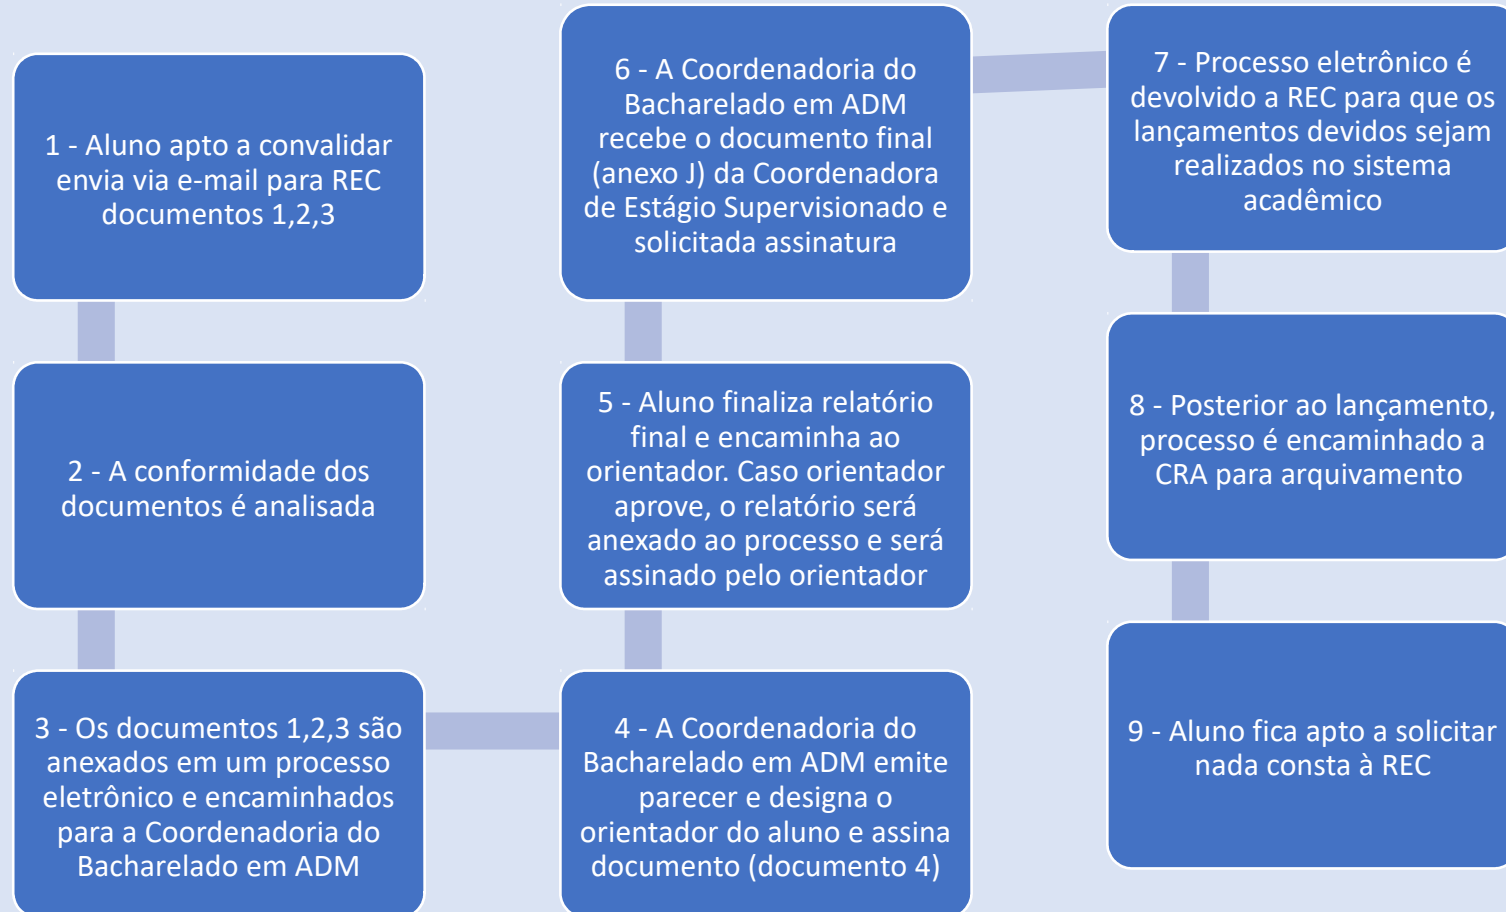 1 - Aluno apto a convalidar
envia via e-mail para REC
documentos 1,2,3
2 - A conformidade dos
documentos é analisada
3 - Os documentos 1,2,3 são
anexados em um processo
eletrônico e encaminhados
para a Coordenadoria do
Bacharelado em ADM
4 - A Coordenadoria do
Bacharelado em ADM emite
parecer e designa o
orientador do aluno e assina
documento (documento 4)
5 - Aluno finaliza relatório
final e encaminha ao
orientador. Caso orientador
aprove, o relatório será
anexado ao processo e será
assinado pelo orientador
6 - A Coordenadoria do
Bacharelado em ADM
recebe o documento final
(anexo J) da Coordenadora
de Estágio Supervisionado e
solicitada assinatura
7 - Processo eletrônico é
devolvido a REC para que os
lançamentos devidos sejam
realizados no sistema
acadêmico
8 - Posterior ao lançamento,
processo é encaminhado a
CRA para arquivamento
9 - Aluno fica apto a solicitar
nada consta à REC